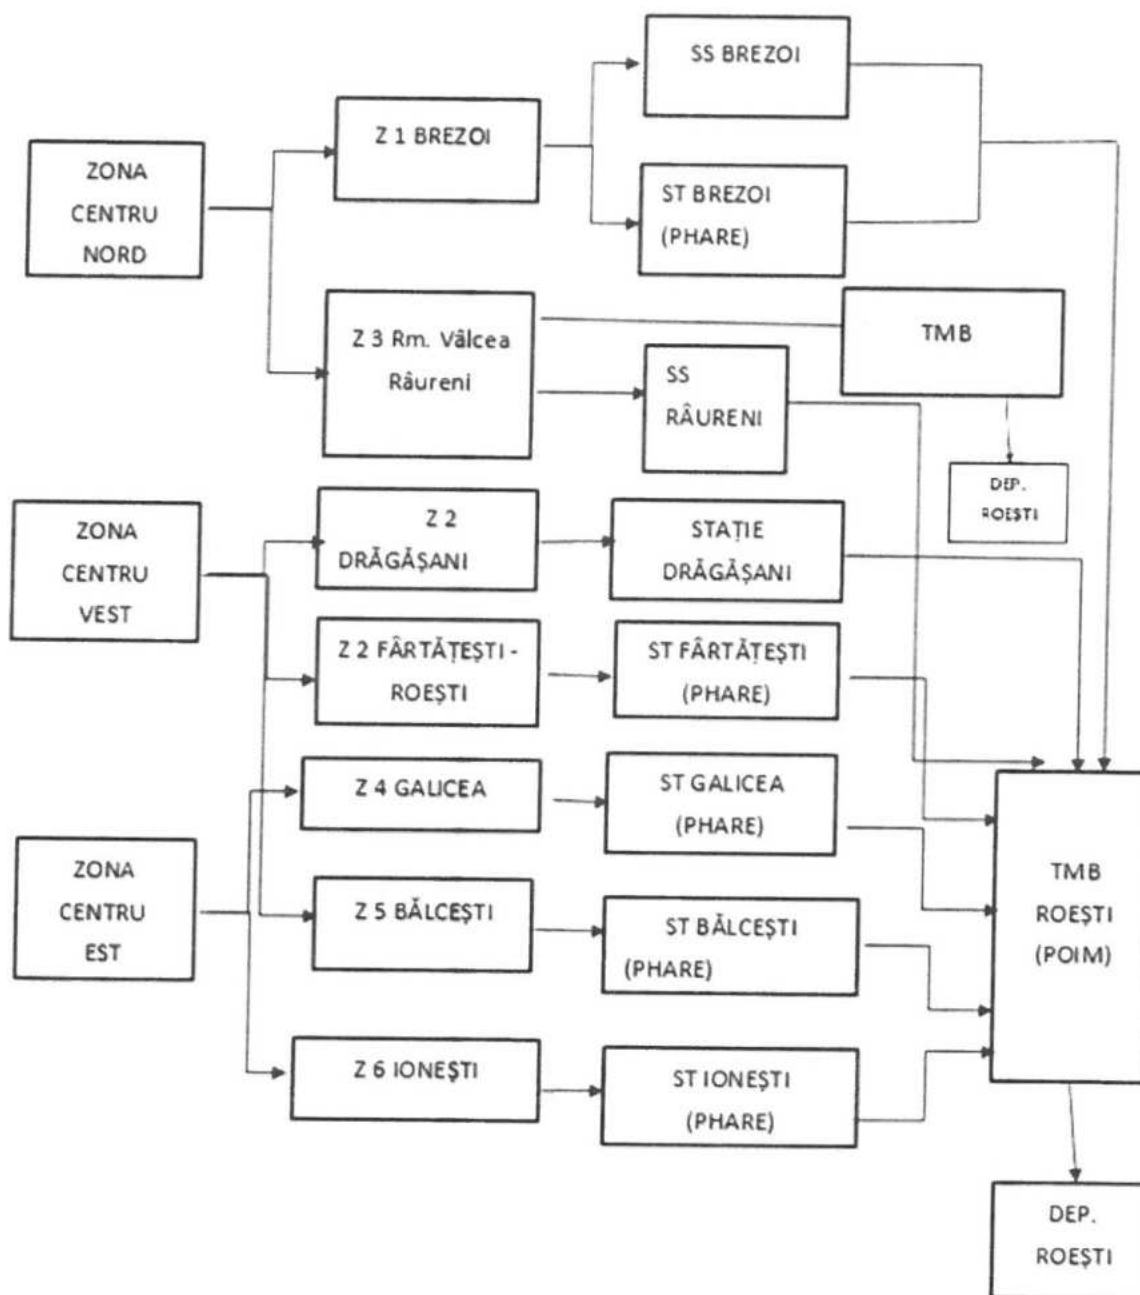 SS BREZOI
Z 1 BREZOI
ZONA
CENTRU
NORD
ST BREZOI
(PHARE)
Z 3 Rm. Vâlcea
Râureni
TMB
SS
RÂURENI
DEP.
ROEȘTI
ZONA
CENTRU
VEST
Z 2
DRĂGĂȘANI
STAȚIE
DRĂGĂȘANI
Z 2 FÂRTĂȚEȘTI -
ROEȘTI
ST FÂRTĂȚEȘTI
(PHARE)
Z 4 GALICEA
ST GALICEA
(PHARE)
ZONA
CENTRU
EST
Z 5 BĂLCEȘTI
ST BĂLCEȘTI
(PHARE)
TMB
ROEȘTI
(POIM)
Z 6 IONEȘTI
ST IONEȘTI
(PHARE)
DEP.
ROEȘTI